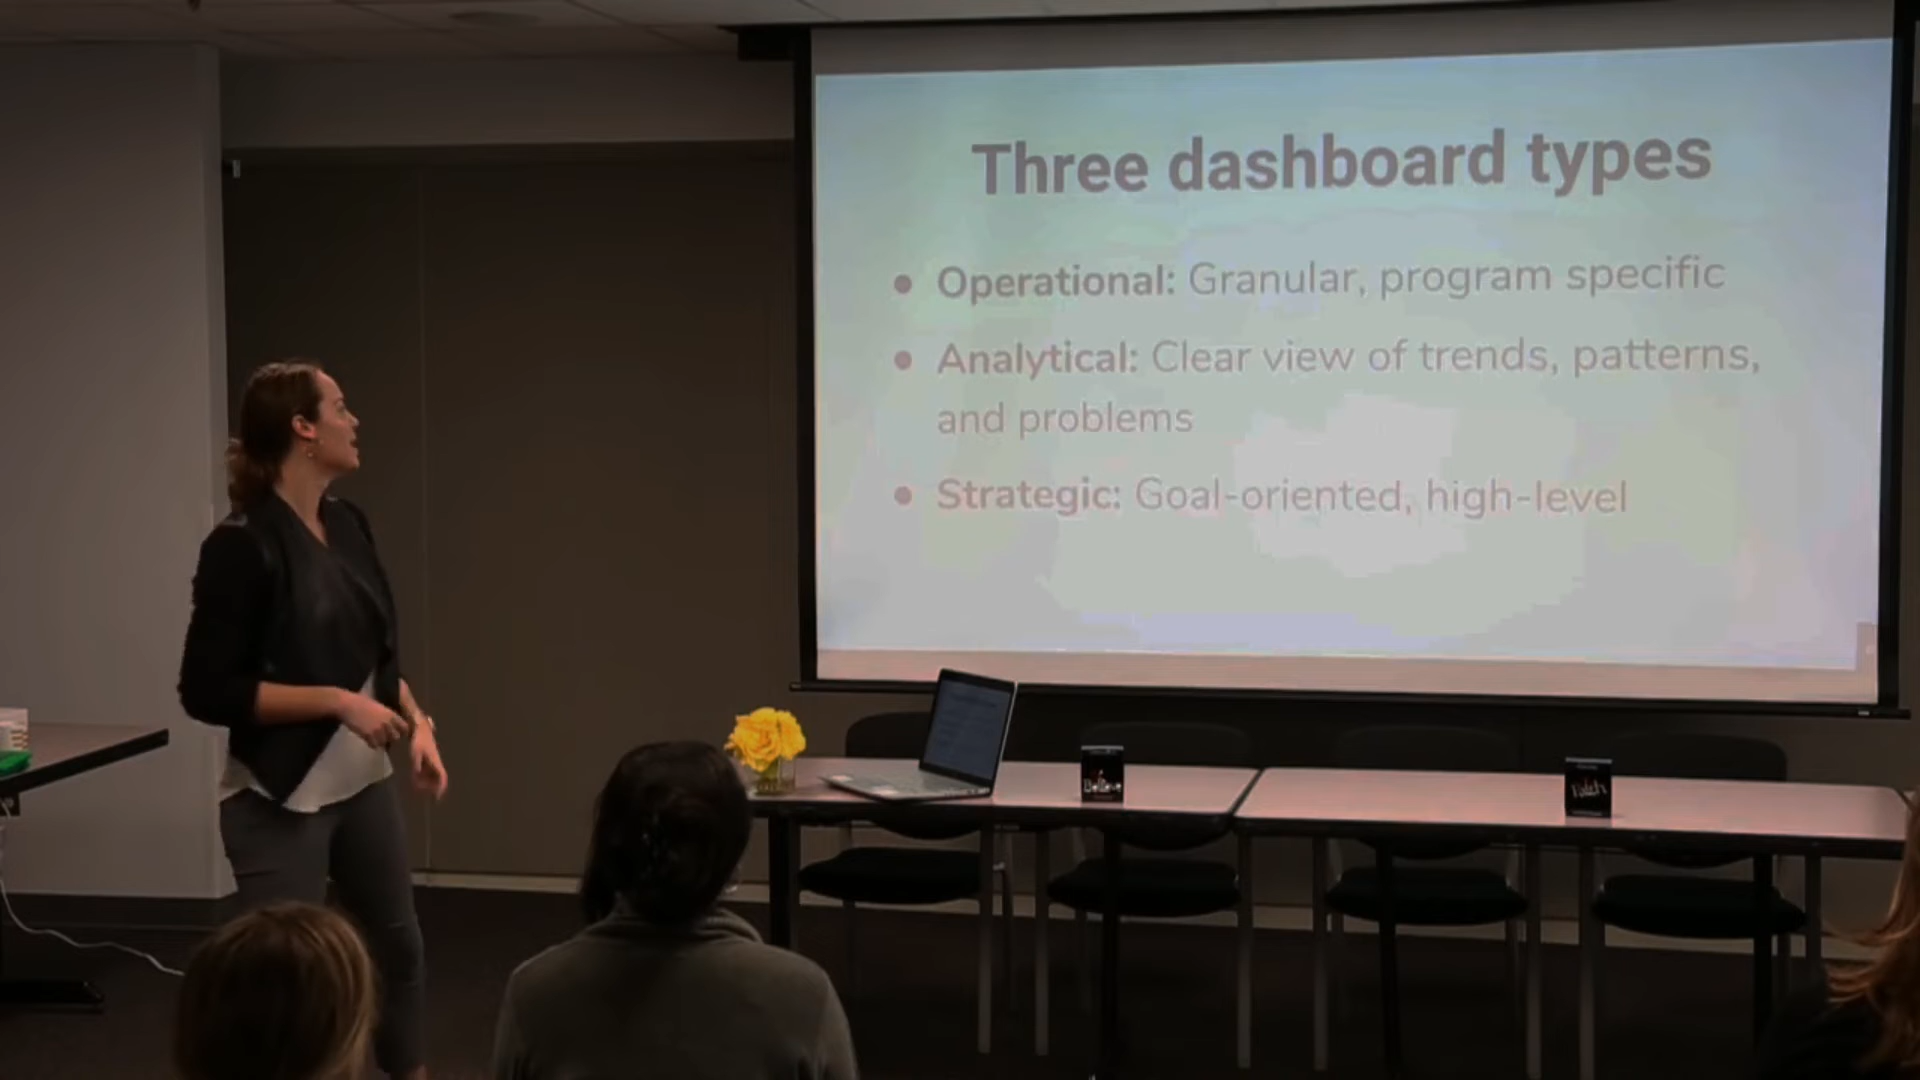 Three dashboard types
• Operational: Granular, program specific
• Analytical: Clear view of trends, patterns,
and problems
• Strategic: Goal-oriented, high-level
Believe